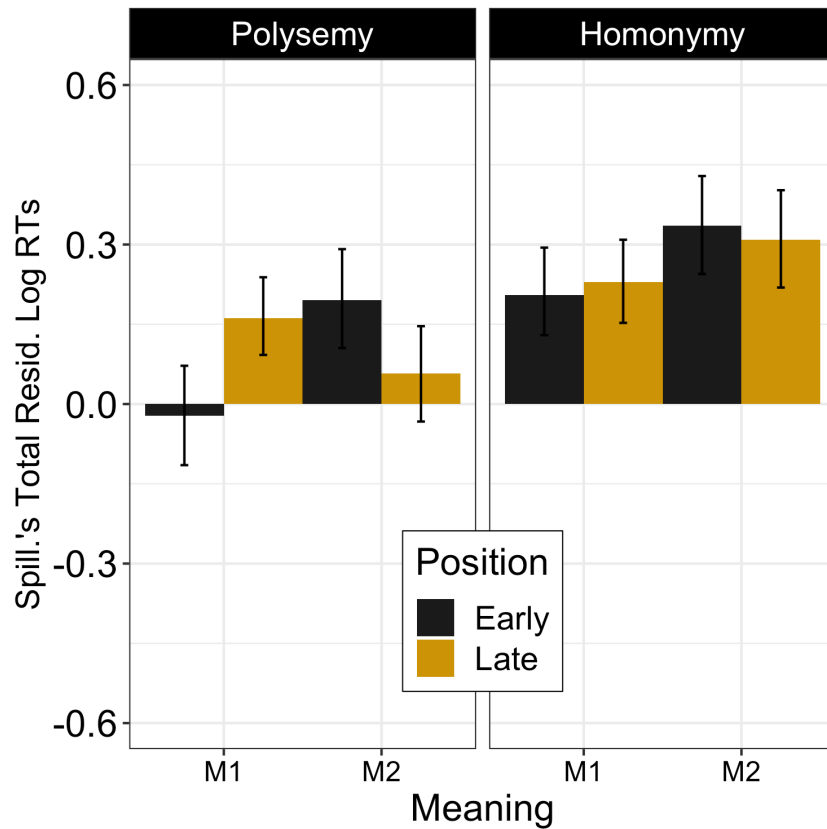 Polysemy
Homonymy
Spill.'s Total Resid. Log RTs
0.6
0.3
0.0
-0.3
-0.6
Position
Early
Late
M1
M2
M1
M2
Meaning